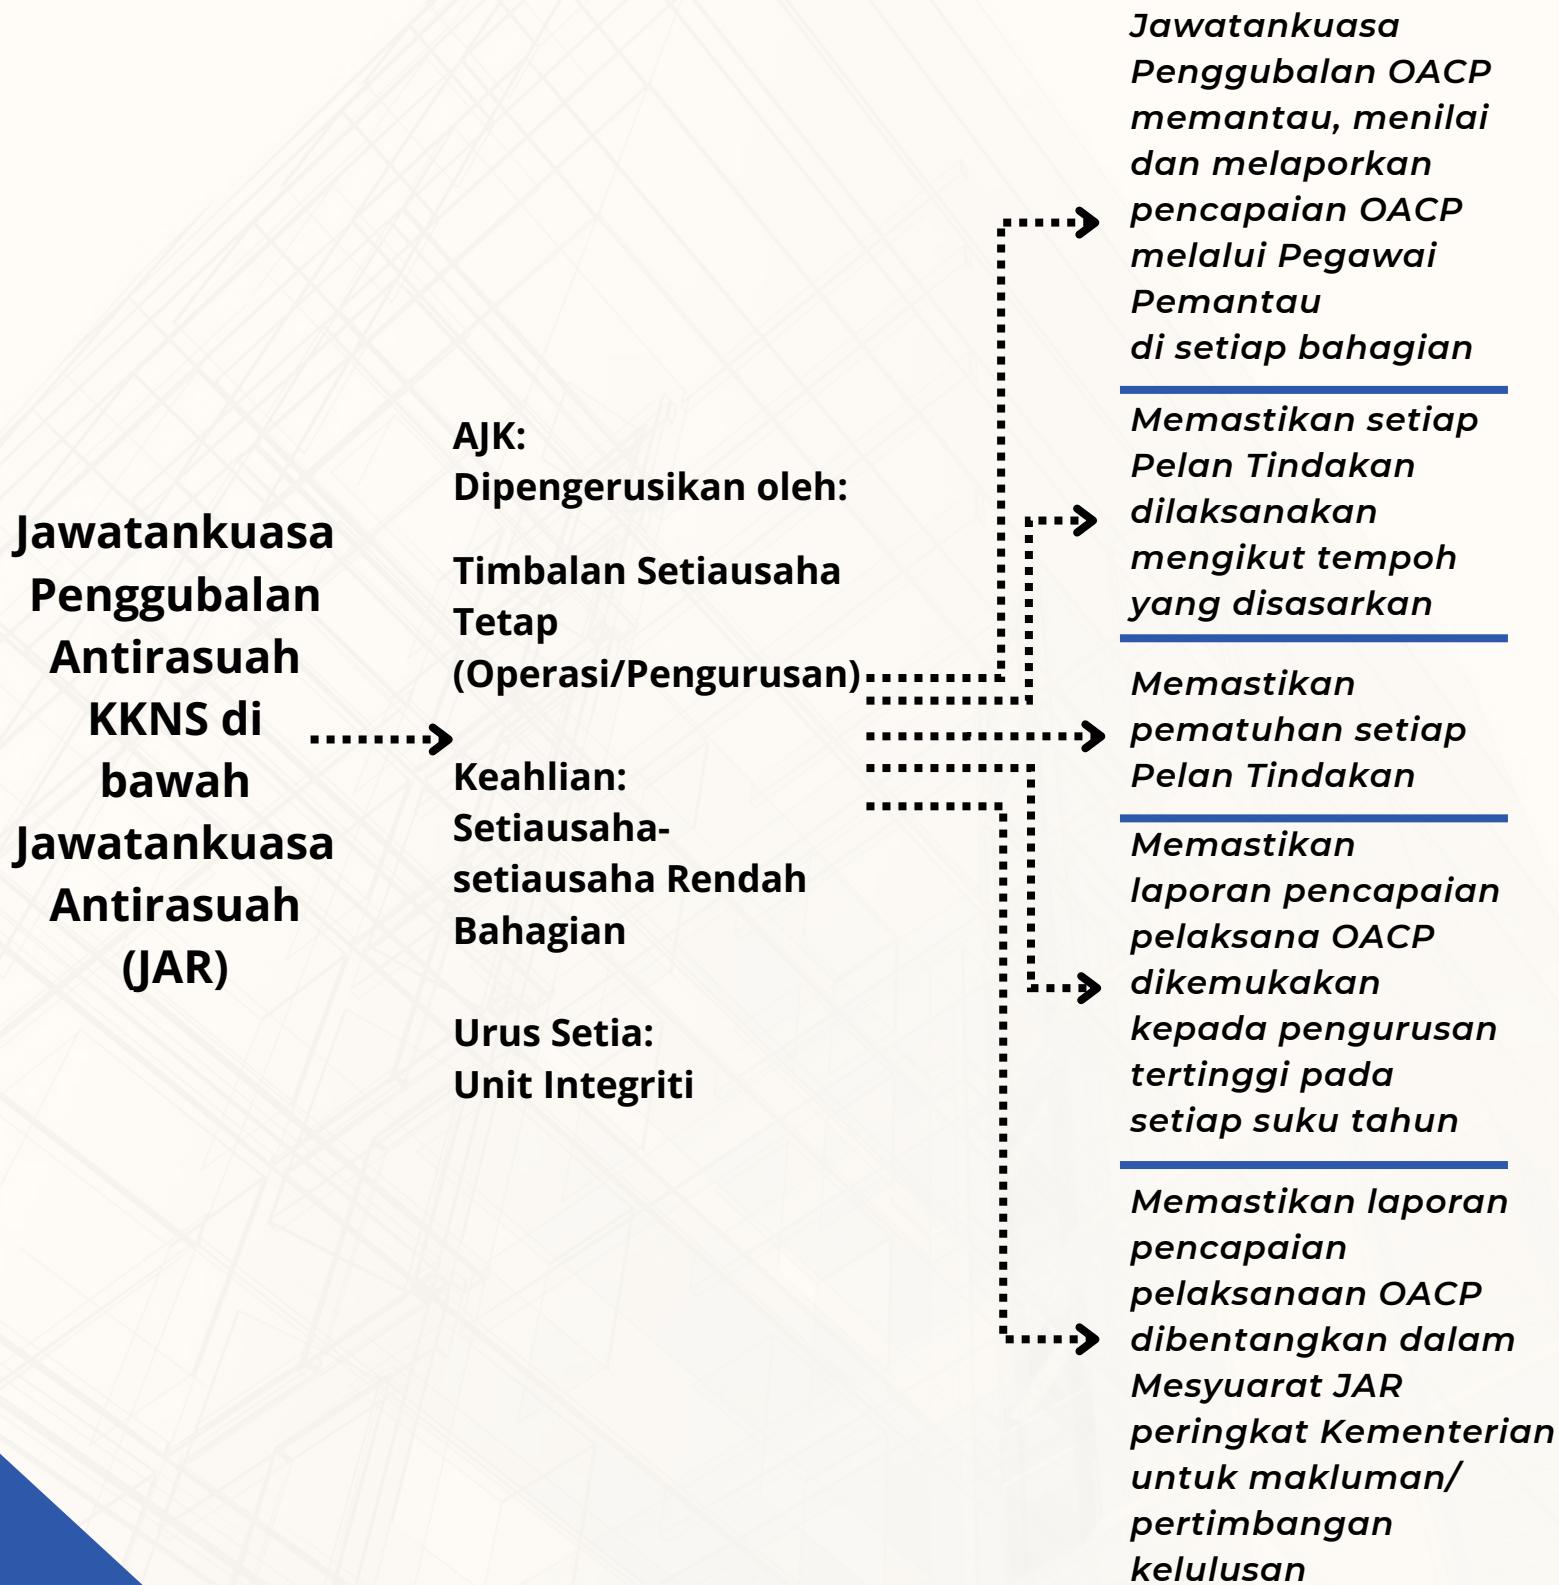 Jawatankuasa
Penggubalan
Antirasuah
KKNS di
bawah
Jawatankuasa
Antirasuah
(JAR)
AJK:
Dipengerusikan oleh:
Timbalan Setiausaha
Tetap
(Operasi/Pengurusan)
Keahlian:
Setiausaha-
setiausaha Rendah
Bahagian
Urus Setia:
Unit Integriti
Jawatankuasa
Penggubalan OACP
memantau, menilai
dan melaporkan
pencapaian OACP
melalui Pegawai
Pemantau
di setiap bahagian
Memastikan setiap
Pelan Tindakan
dilaksanakan
mengikut tempoh
yang disasarkan
Memastikan
pematuhan setiap
Pelan Tindakan
Memastikan
laporan pencapaian
pelaksana OACP
dikemukakan
kepada pengurusan
tertinggi pada
setiap suku tahun
Memastikan laporan
pencapaian
pelaksanaan OACP
dibentangkan dalam
Mesyuarat JAR
peringkat Kementerian
untuk makluman/
pertimbangan
kelulusan